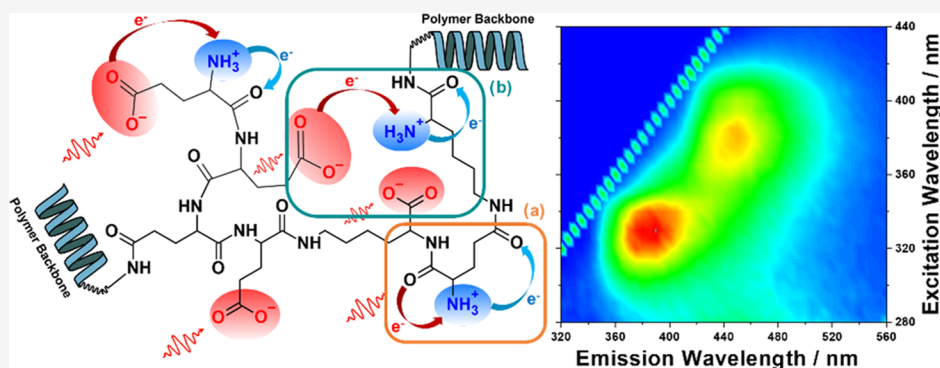 Polymer Backbone
e⁻
e⁻
NH₃⁺
O
O⁻
O
NH
O
O
O⁻
NH
O
O
NH
HN
O
O⁻
O
HN
O
O⁻
O
NH
O
HN
O
(b)
e⁻
H₃N⁺
e⁻
NH
O
(a)
NH₃⁺
e⁻
e⁻
Polymer Backbone
440
400
360
320
280
320 360 400 440 480 520 560
Emission Wavelength / nm
Excitation Wavelength / nm